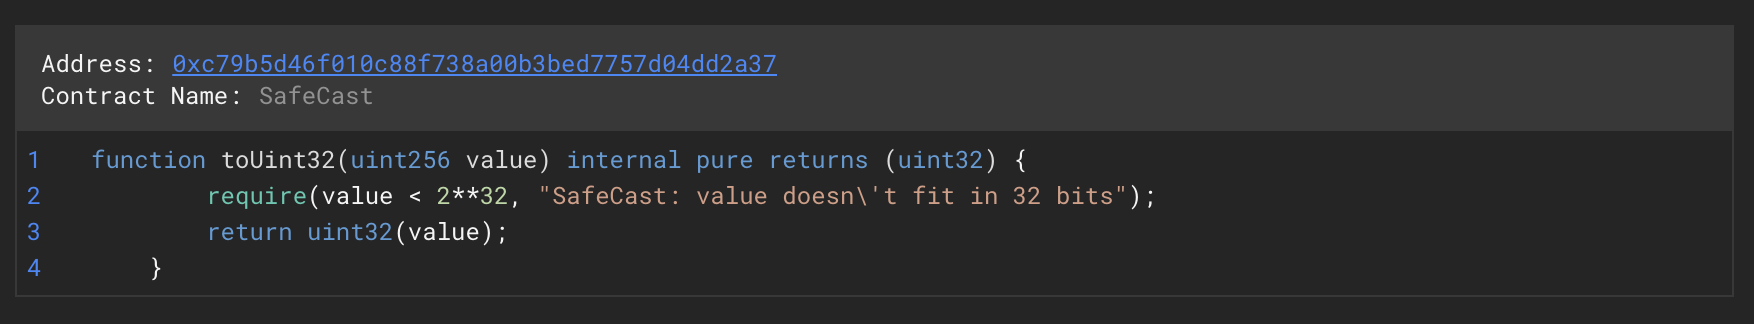 Address: 0xc79b5d46f010c88f738a00b3bed7757d04dd2a37
Contract Name: SafeCast
1 function toUint32(uint256 value) internal pure returns (uint32) {
2 require(value < 2**32, "SafeCast: value doesn\'t fit in 32 bits");
3 return uint32(value);
4 }